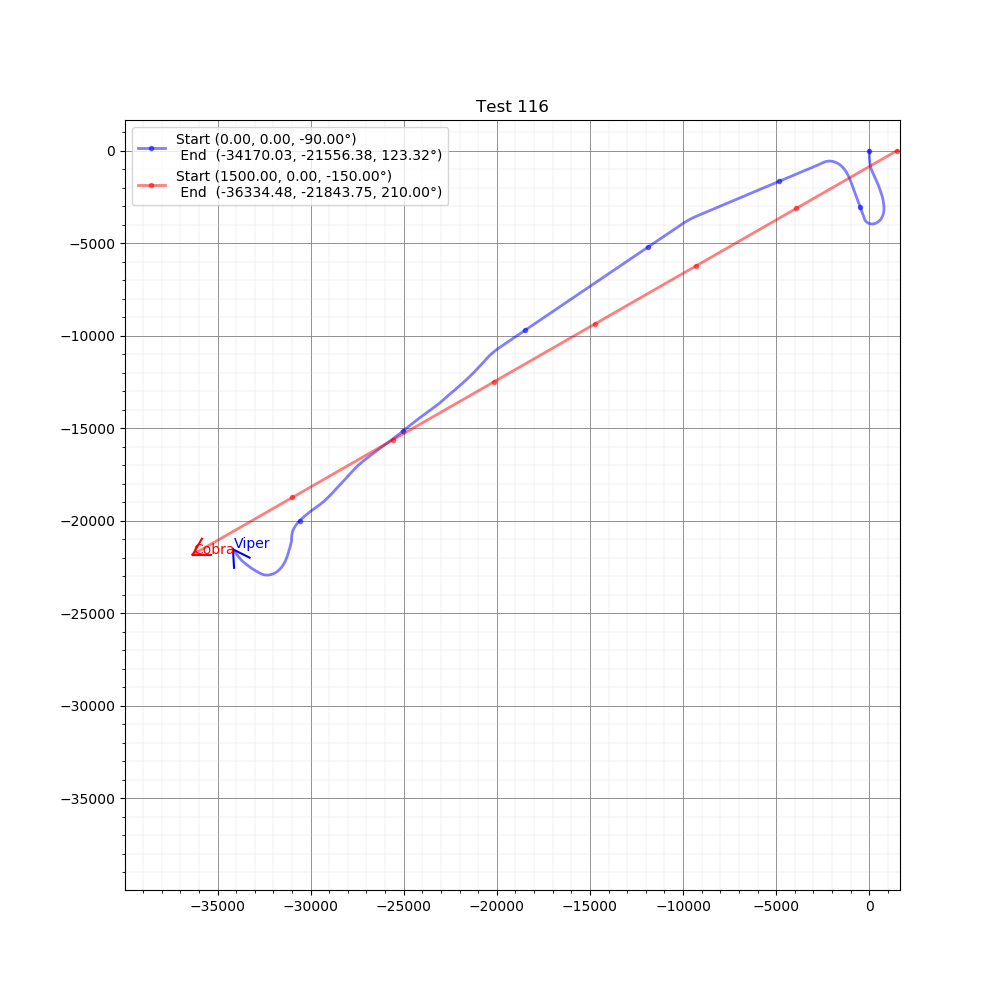 Test 116
Start (0.00, 0.00, -90.00°)
End  (-34170.03, -21556.38, 123.32°)
Start (1500.00, 0.00, -150.00°)
End  (-36334.48, -21843.75, 210.00°)
0
−5000
−10000
−15000
−20000
−25000
−30000
−35000
Viper
Cobra
−35000 −30000 −25000 −20000 −15000 −10000 −5000 0